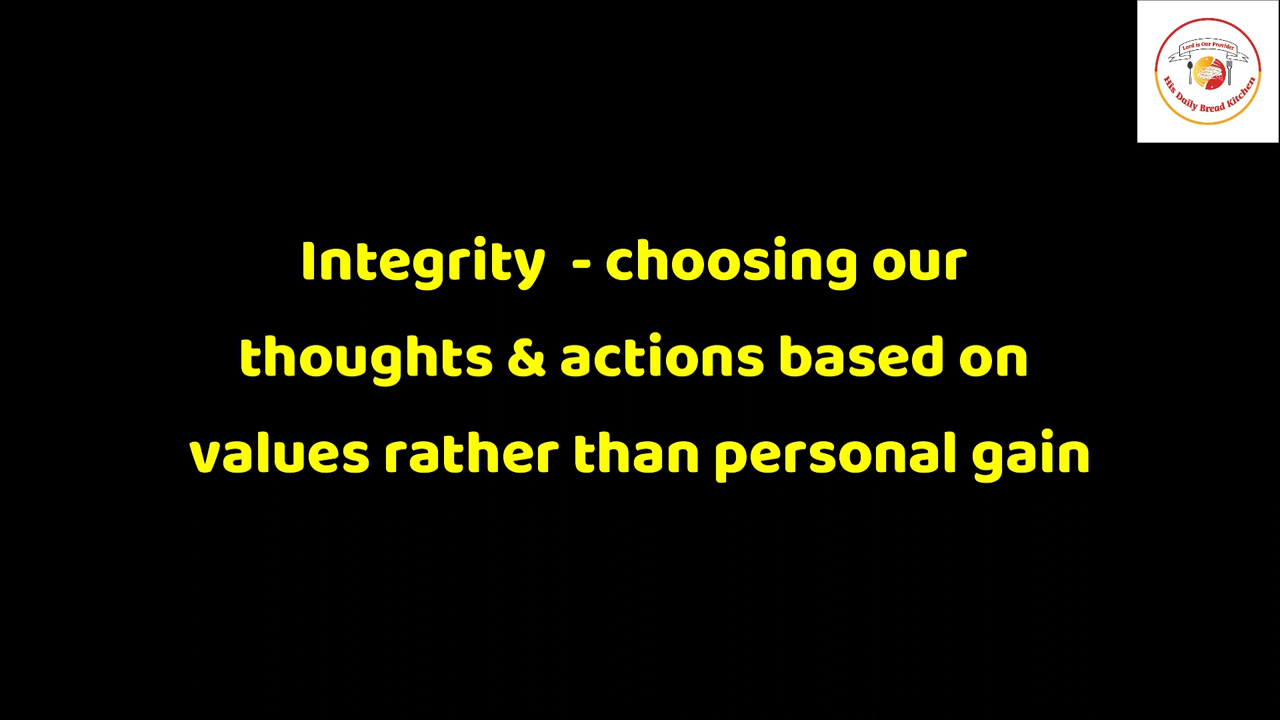 Lord is Our Provider
His Daily Bread Kitchen
Integrity - choosing our
thoughts & actions based on
values rather than personal gain